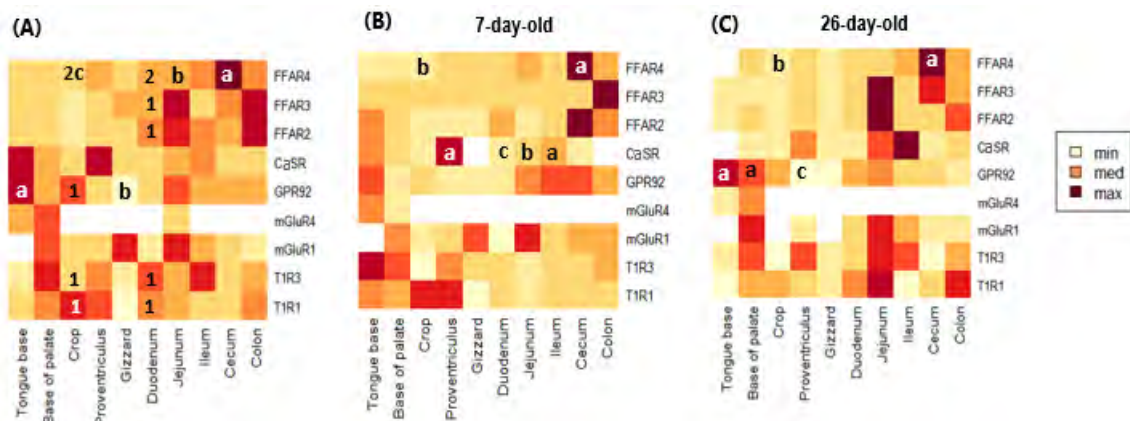 (A)
2c 2 b a FFAR4
1 FFAR3
1 FFAR2
CaSR
a 1 b GPR92
mGluR4
mGluR1
1 1 T1R3
1 1 T1R1
Tongue base
Base of palate
Crop
Proventriculus
Gizzard
Duodenum
Jejunum
Ileum
Cecum
Colon
(B) 7-day-old
b a FFAR4
FFAR3
FFAR2
a c b a CaSR
GPR92
mGluR4
mGluR1
T1R3
T1R1
Tongue base
Base of palate
Crop
Proventriculus
Gizzard
Duodenum
Jejunum
Ileum
Cecum
Colon
(C) 26-day-old
b a FFAR4
FFAR3
FFAR2
CaSR
a a c GPR92
mGluR4
mGluR1
T1R3
T1R1
Tongue base
Base of palate
Crop
Proventriculus
Gizzard
Duodenum
Jejunum
Ileum
Cecum
Colon
min
med
max